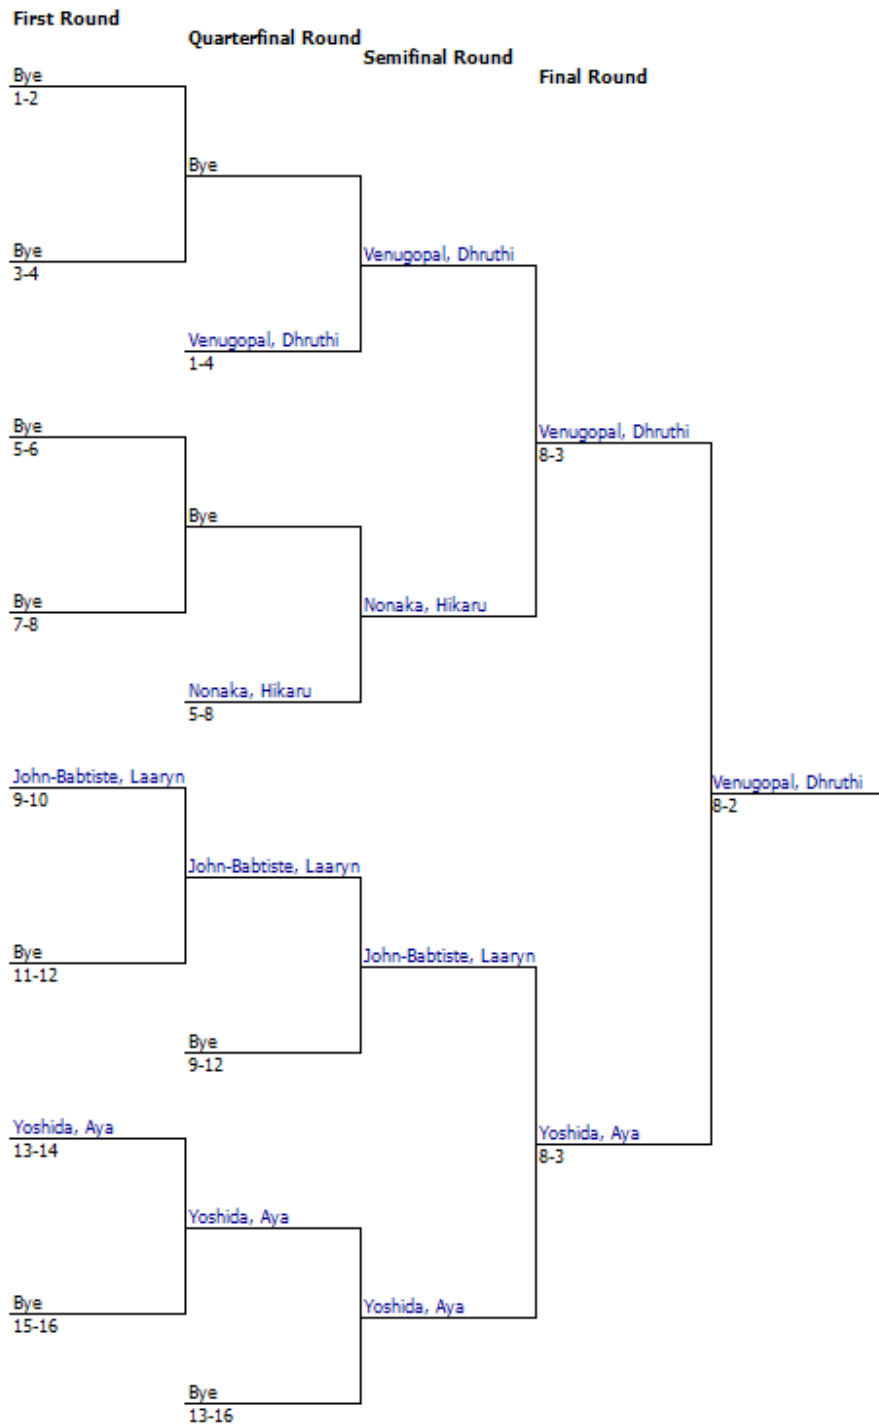 First Round
Quarterfinal Round
Semifinal Round
Final Round
Bye
1-2
Bye
Bye
3-4
Venugopal, Dhruthi
Venugopal, Dhruthi
1-4
Bye
5-6
Venugopal, Dhruthi
8-3
Bye
Bye
7-8
Nonaka, Hikaru
Nonaka, Hikaru
5-8
John-Babtiste, Laaryn
9-10
Venugopal, Dhruthi
8-2
John-Babtiste, Laaryn
Bye
11-12
John-Babtiste, Laaryn
Bye
9-12
Yoshida, Aya
13-14
Yoshida, Aya
8-3
Yoshida, Aya
Bye
15-16
Yoshida, Aya
Bye
13-16